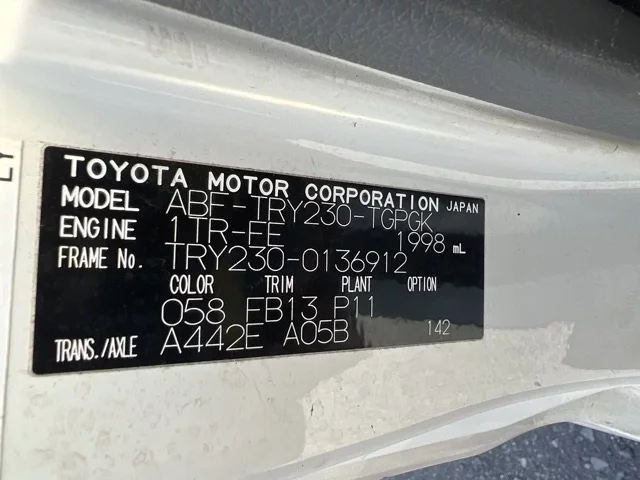 TOYOTA MOTOR CORPORATION JAPAN
MODEL ABF-TRY230-TGPGK
ENGINE 1TR-FE 1998 mL
FRAME No. TRY230-0136912
COLOR TRIM PLANT OPTION
058 FB13 P11
TRANS./AXLE A442E A05B 142